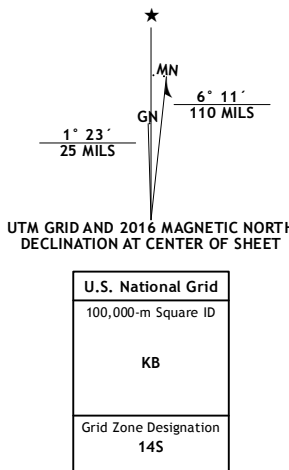 MN
GN
6° 11´
110 MILS
1° 23´
25 MILS
UTM GRID AND 2016 MAGNETIC NORTH
DECLINATION AT CENTER OF SHEET
U.S. National Grid
100,000-m Square ID
KB
Grid Zone Designation
14S